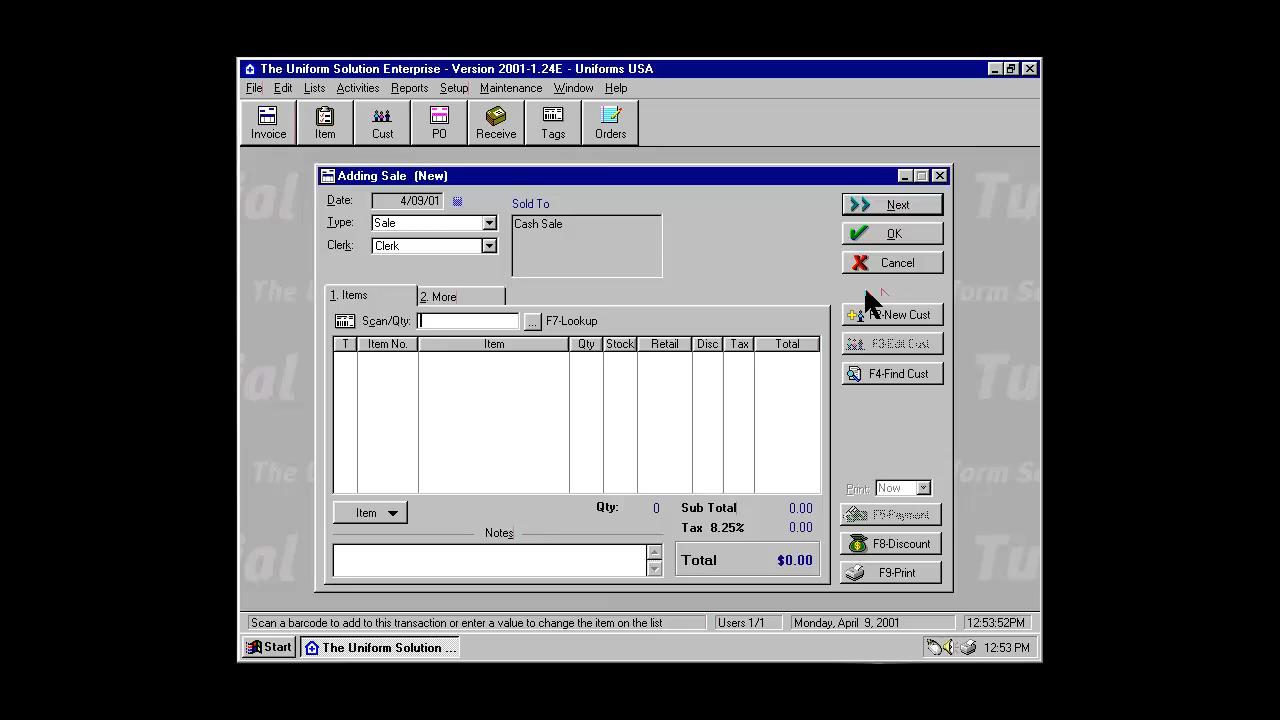 The Uniform Solution Enterprise - Version 2001-1.24E - Uniforms USA
File Edit Lists Activities Reports Setup Maintenance Window Help
Invoice Item Cust PO Receive Tags Orders
Adding Sale (New)
Date: 4/09/01
Sold To
Next
Type: Sale
Cash Sale
OK
Clerk: Clerk
Cancel
1. Items 2. More
F2-New Cust
Scan/Qty: ... F7-Lookup
T Item No. Item Qty Stock Retail Disc Tax Total
F3-Edit Cust
F4-Find Cust
Print: Now
Item
Qty: 0 Sub Total 0.00
F5-Payment
Tax 8.25% 0.00
Notes
F8-Discount
Total $0.00
F9-Print
Scan a barcode to add to this transaction or enter a value to change the item on the list Users 1/1 Monday, April 9, 2001 12:53:52PM
Start The Uniform Solution ... 12:53 PM